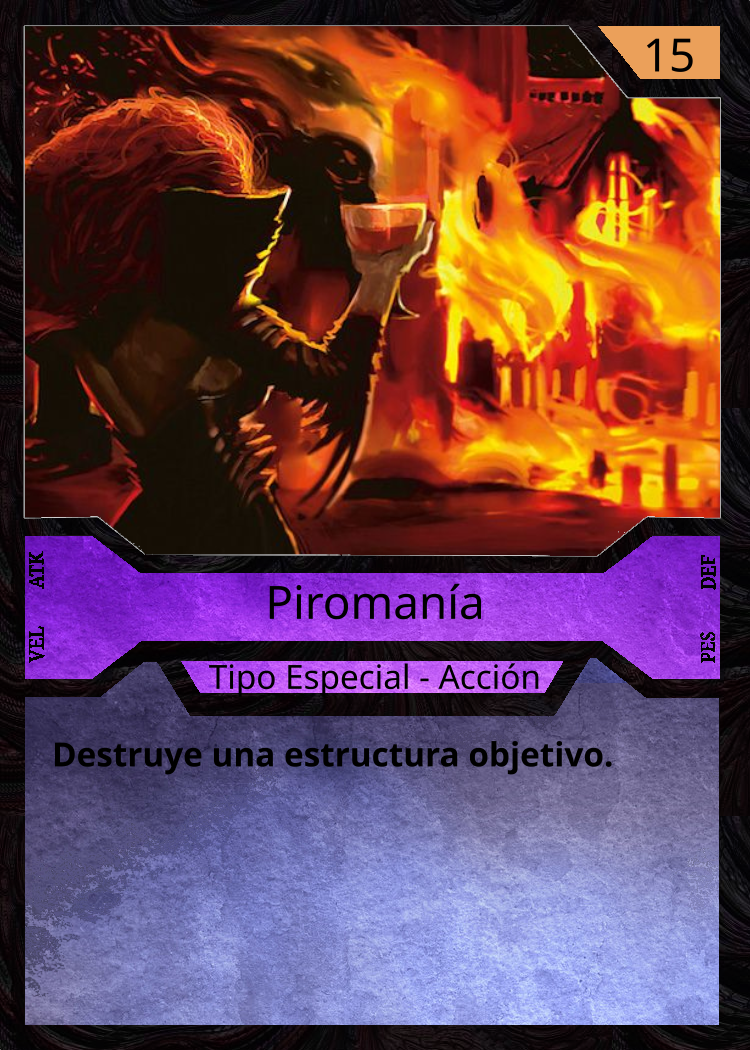 15
ATK
DEF
Piromanía
VEL
PES
Tipo Especial - Acción
Destruye una estructura objetivo.